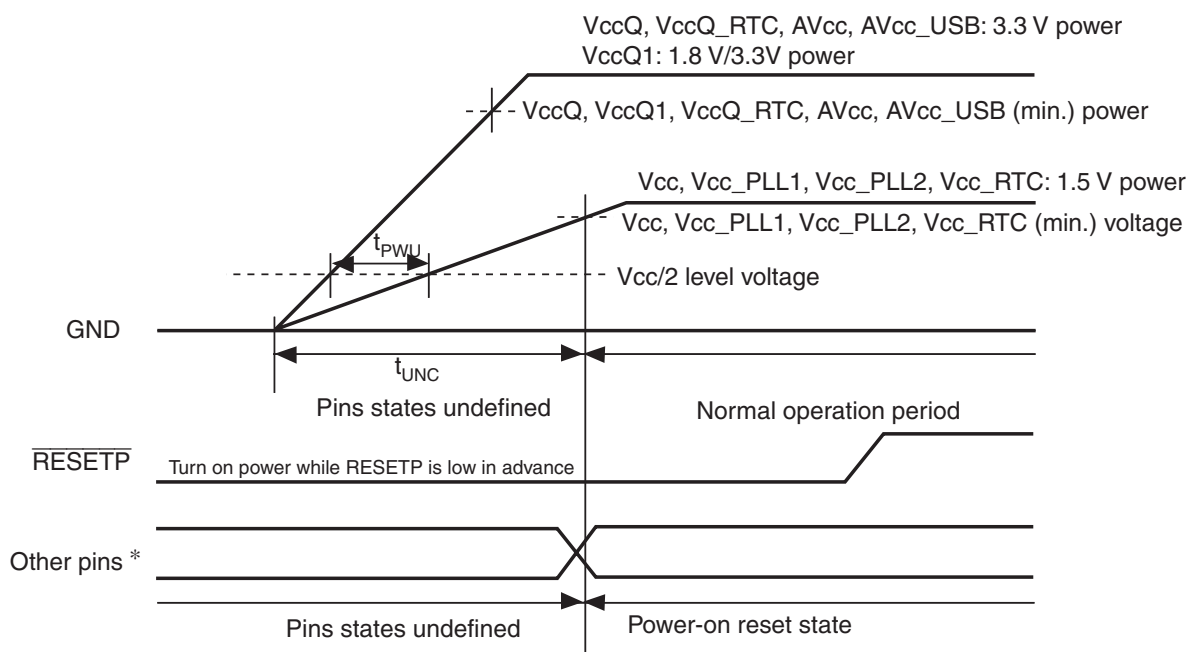 VccQ, VccQ_RTC, AVcc, AVcc_USB: 3.3 V power
VccQ1: 1.8 V/3.3V power
VccQ, VccQ1, VccQ_RTC, AVcc, AVcc_USB (min.) power
Vcc, Vcc_PLL1, Vcc_PLL2, Vcc_RTC: 1.5 V power
Vcc, Vcc_PLL1, Vcc_PLL2, Vcc_RTC (min.) voltage
tPWU
Vcc/2 level voltage
GND
tUNC
Pins states undefined
Normal operation period
RESETP
Turn on power while RESETP is low in advance
Other pins *
Pins states undefined
Power-on reset state